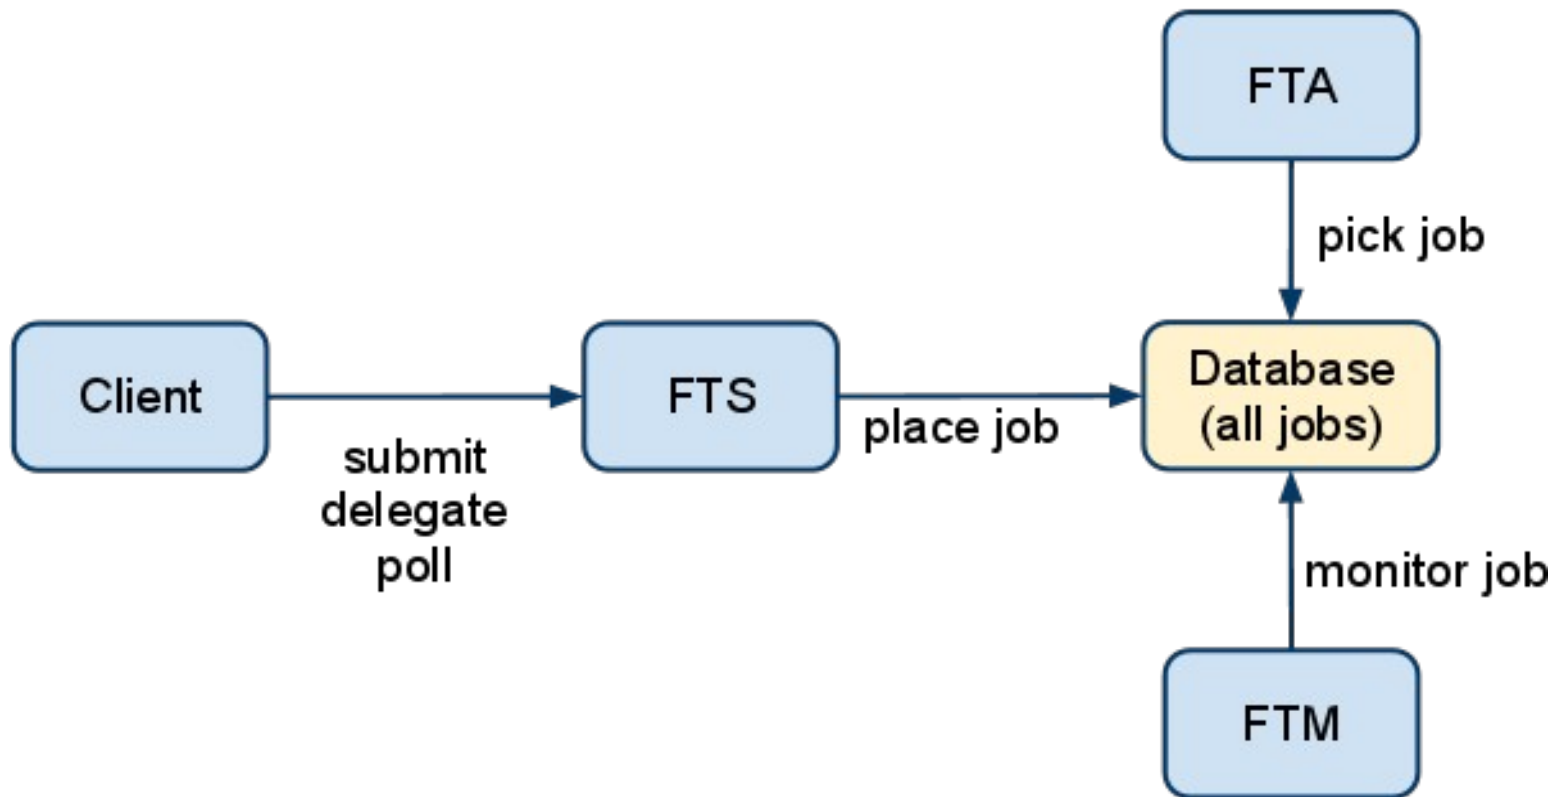 FTA
pick job
Client
submit
delegate
poll
FTS
place job
Database
(all jobs)
monitor job
FTM